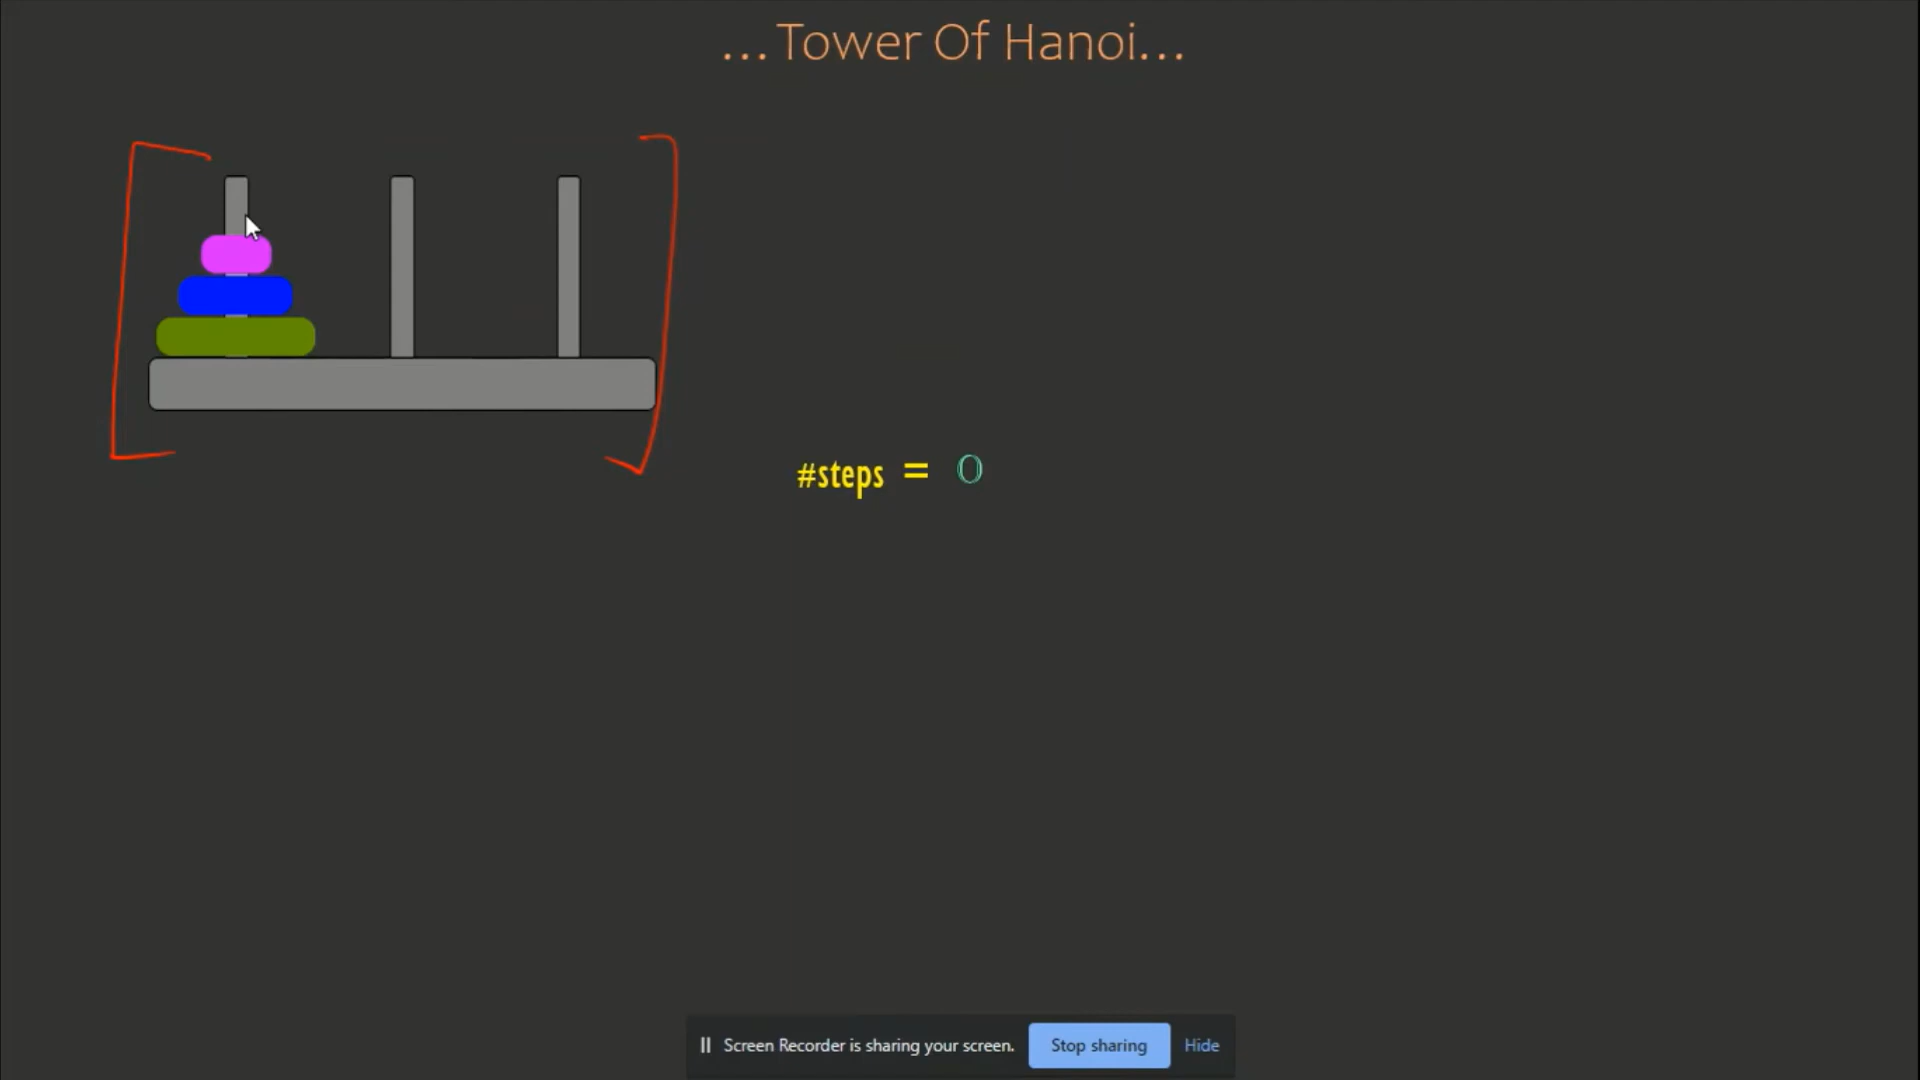 ...Tower Of Hanoi...
#steps = 0
Screen Recorder is sharing your screen. Stop sharing Hide